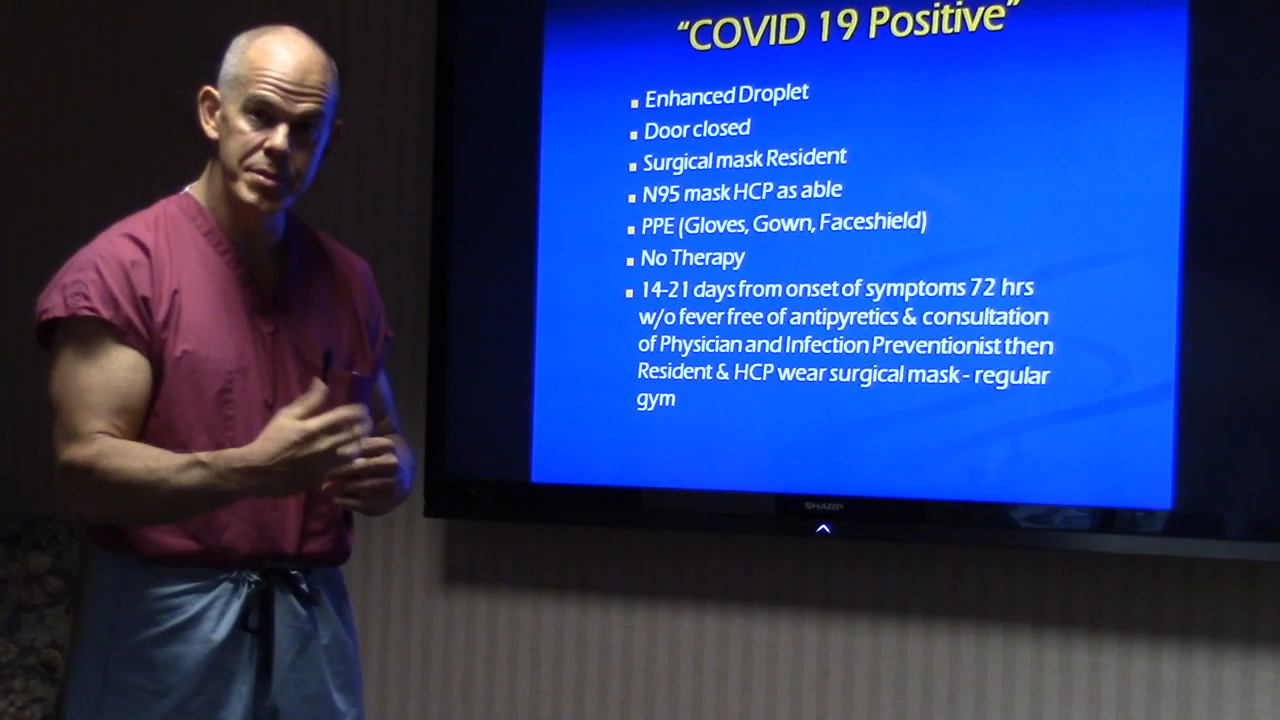 “COVID 19 Positive”
Enhanced Droplet
Door closed
Surgical mask Resident
N95 mask HCP as able
PPE (Gloves, Gown, Faceshield)
No Therapy
14-21 days from onset of symptoms 72 hrs
w/o fever free of antipyretics & consultation
of Physician and Infection Preventionist then
Resident & HCP wear surgical mask - regular
gym
SHARP